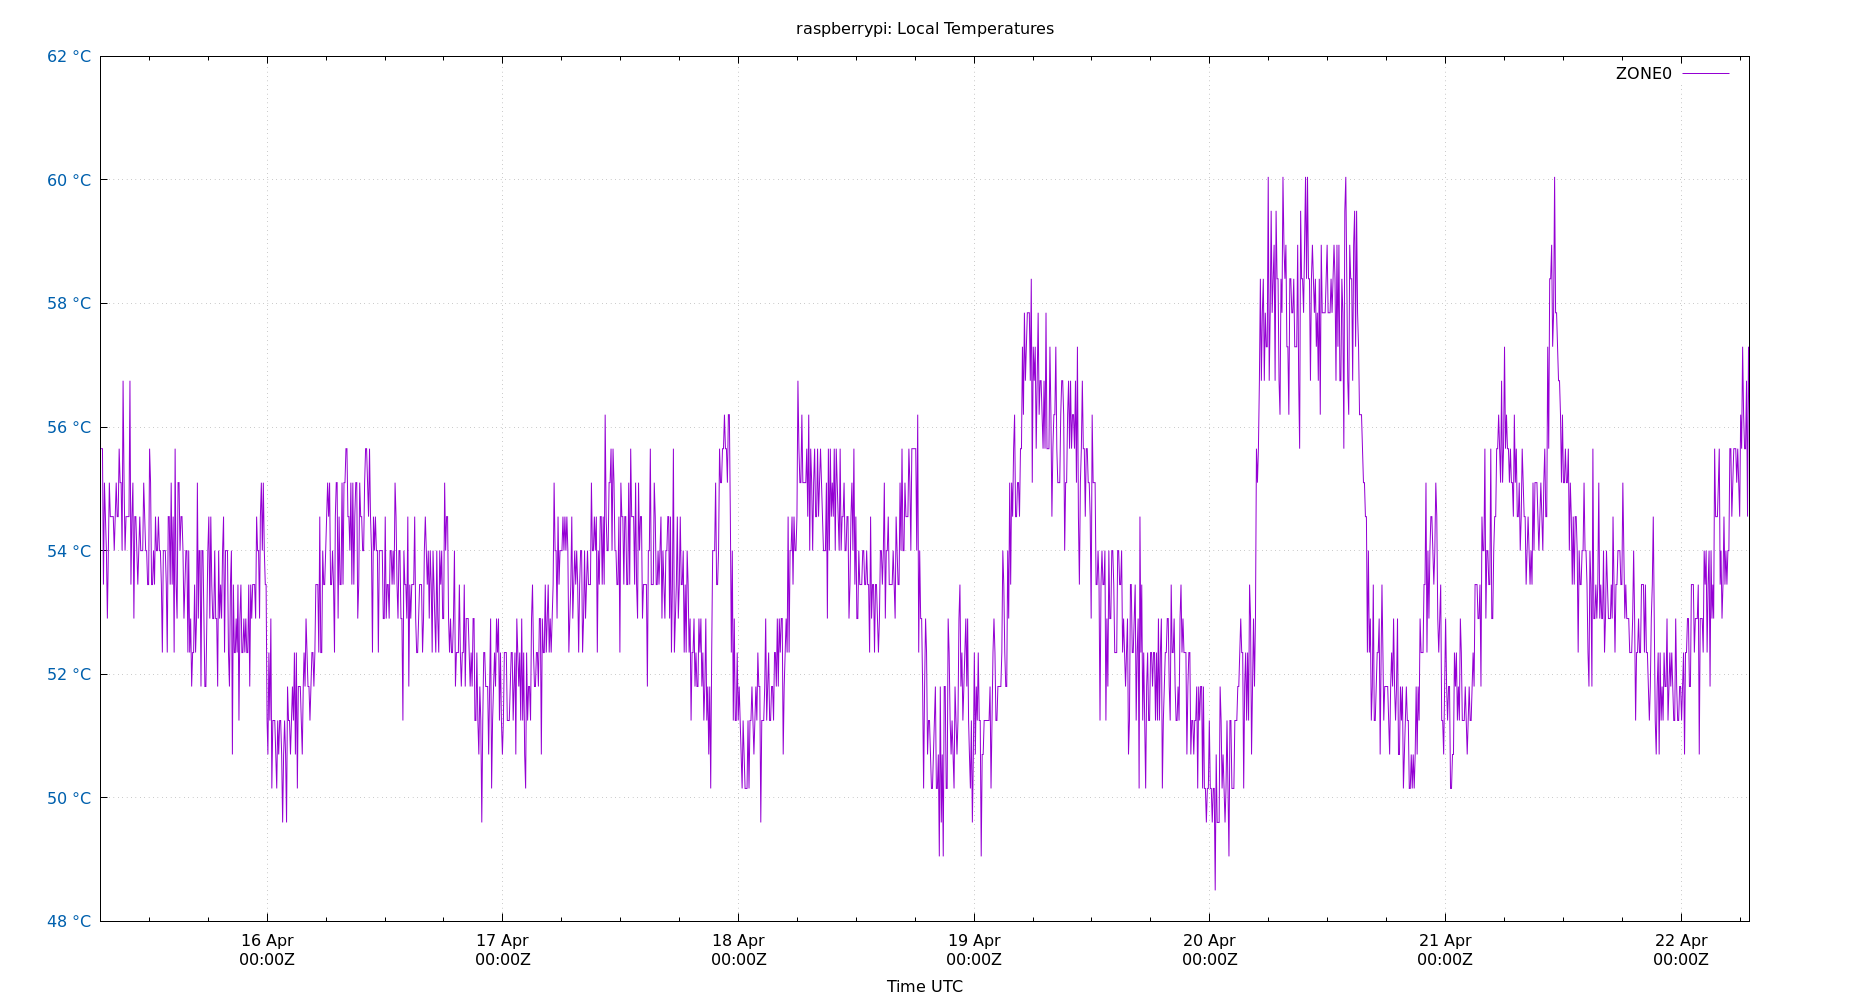 raspberrypi: Local Temperatures
62 °C
ZONE0
60 °C
58 °C
56 °C
54 °C
52 °C
50 °C
48 °C
16 Apr 17 Apr 18 Apr 19 Apr 20 Apr 21 Apr 22 Apr
00:00Z 00:00Z 00:00Z 00:00Z 00:00Z 00:00Z 00:00Z
Time UTC